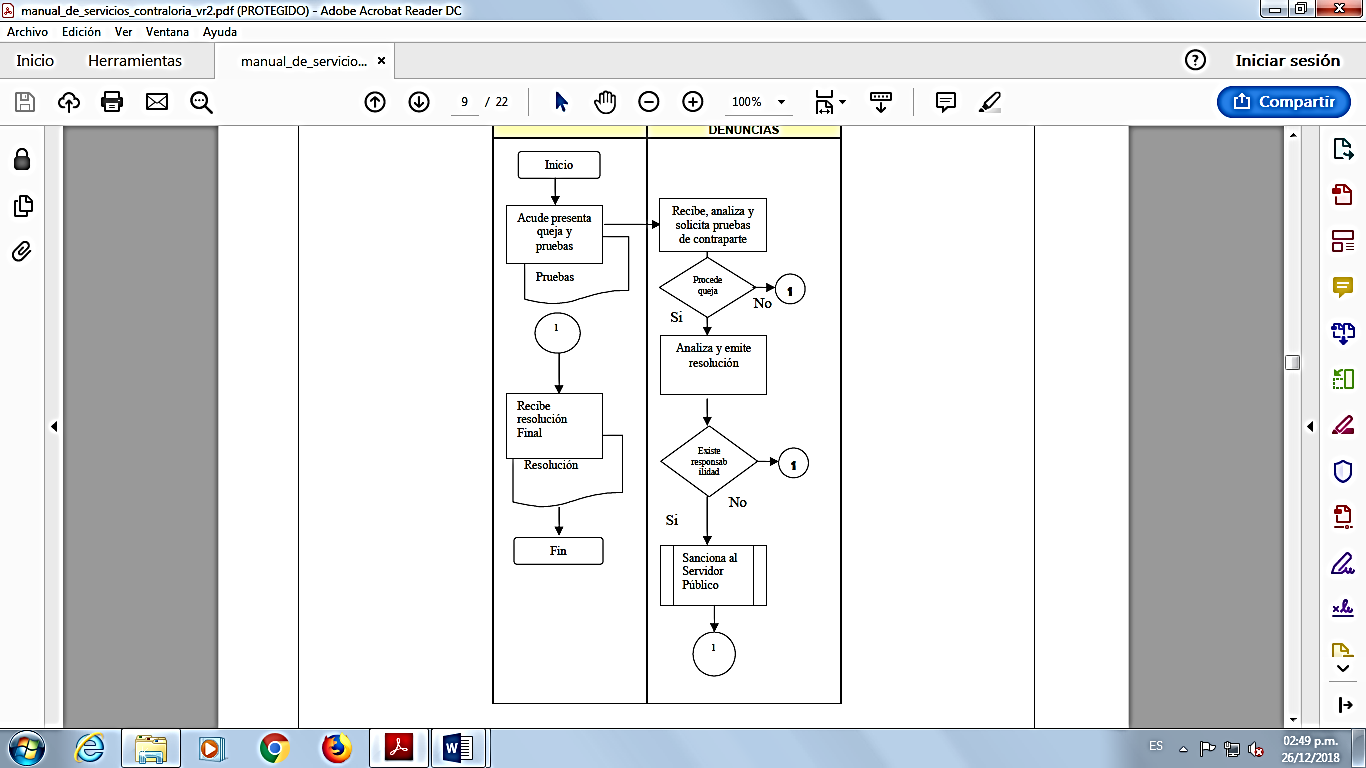 manual_de_servicios_contraloria_vr2.pdf (PROTEGIDO) - Adobe Acrobat Reader DC
Archivo Edición Ver Ventana Ayuda
Inicio Herramientas manual_de_servicio... × Iniciar sesión
9 / 22 100% Compartir
DENUNCIAS
Inicio
Acude presenta
queja y
pruebas
Pruebas
1
Recibe
resolución
Final
Resolución
Fin
Recibe, analiza y
solicita pruebas
de contraparte
Procede
queja
1
No
Si
Analiza y emite
resolución
Existe
responsab
ilidad
1
No
Si
Sanciona al
Servidor
Público
1
ES
02:49 p.m.
26/12/2018